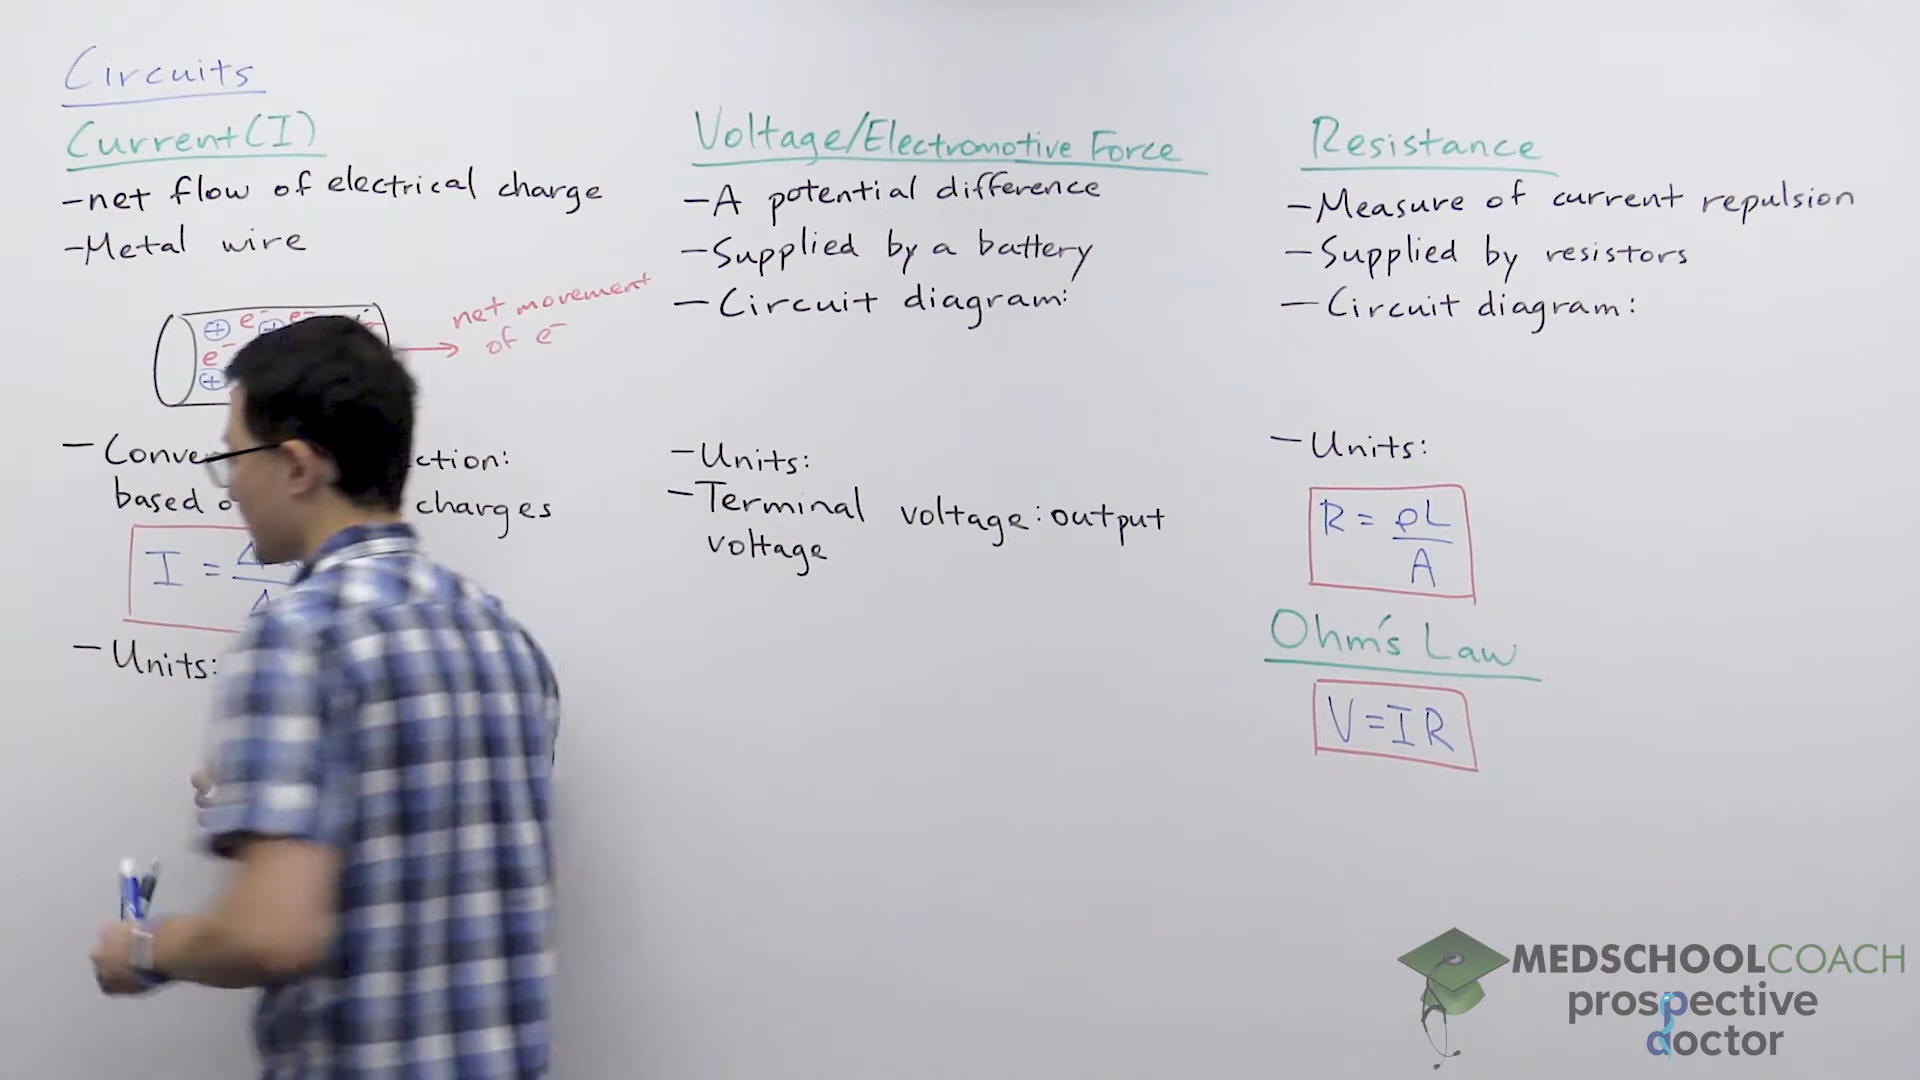 Circuits
Current (I)
-net flow of electrical charge
-Metal wire
e⁻ e⁻
e⁻
net movement
of e⁻
- ction:
based charges
I = Δ
Δ
- Units:
Voltage/Electromotive Force
-A potential difference
-Supplied by a battery
- Circuit diagram:
-Units:
-Terminal voltage: output
voltage
Resistance
-Measure of current repulsion
-Supplied by resistors
- Circuit diagram:
-Units:
R = ρL
A
Ohm's Law
V = IR
MEDSCHOOLCOACH
prospective
doctor